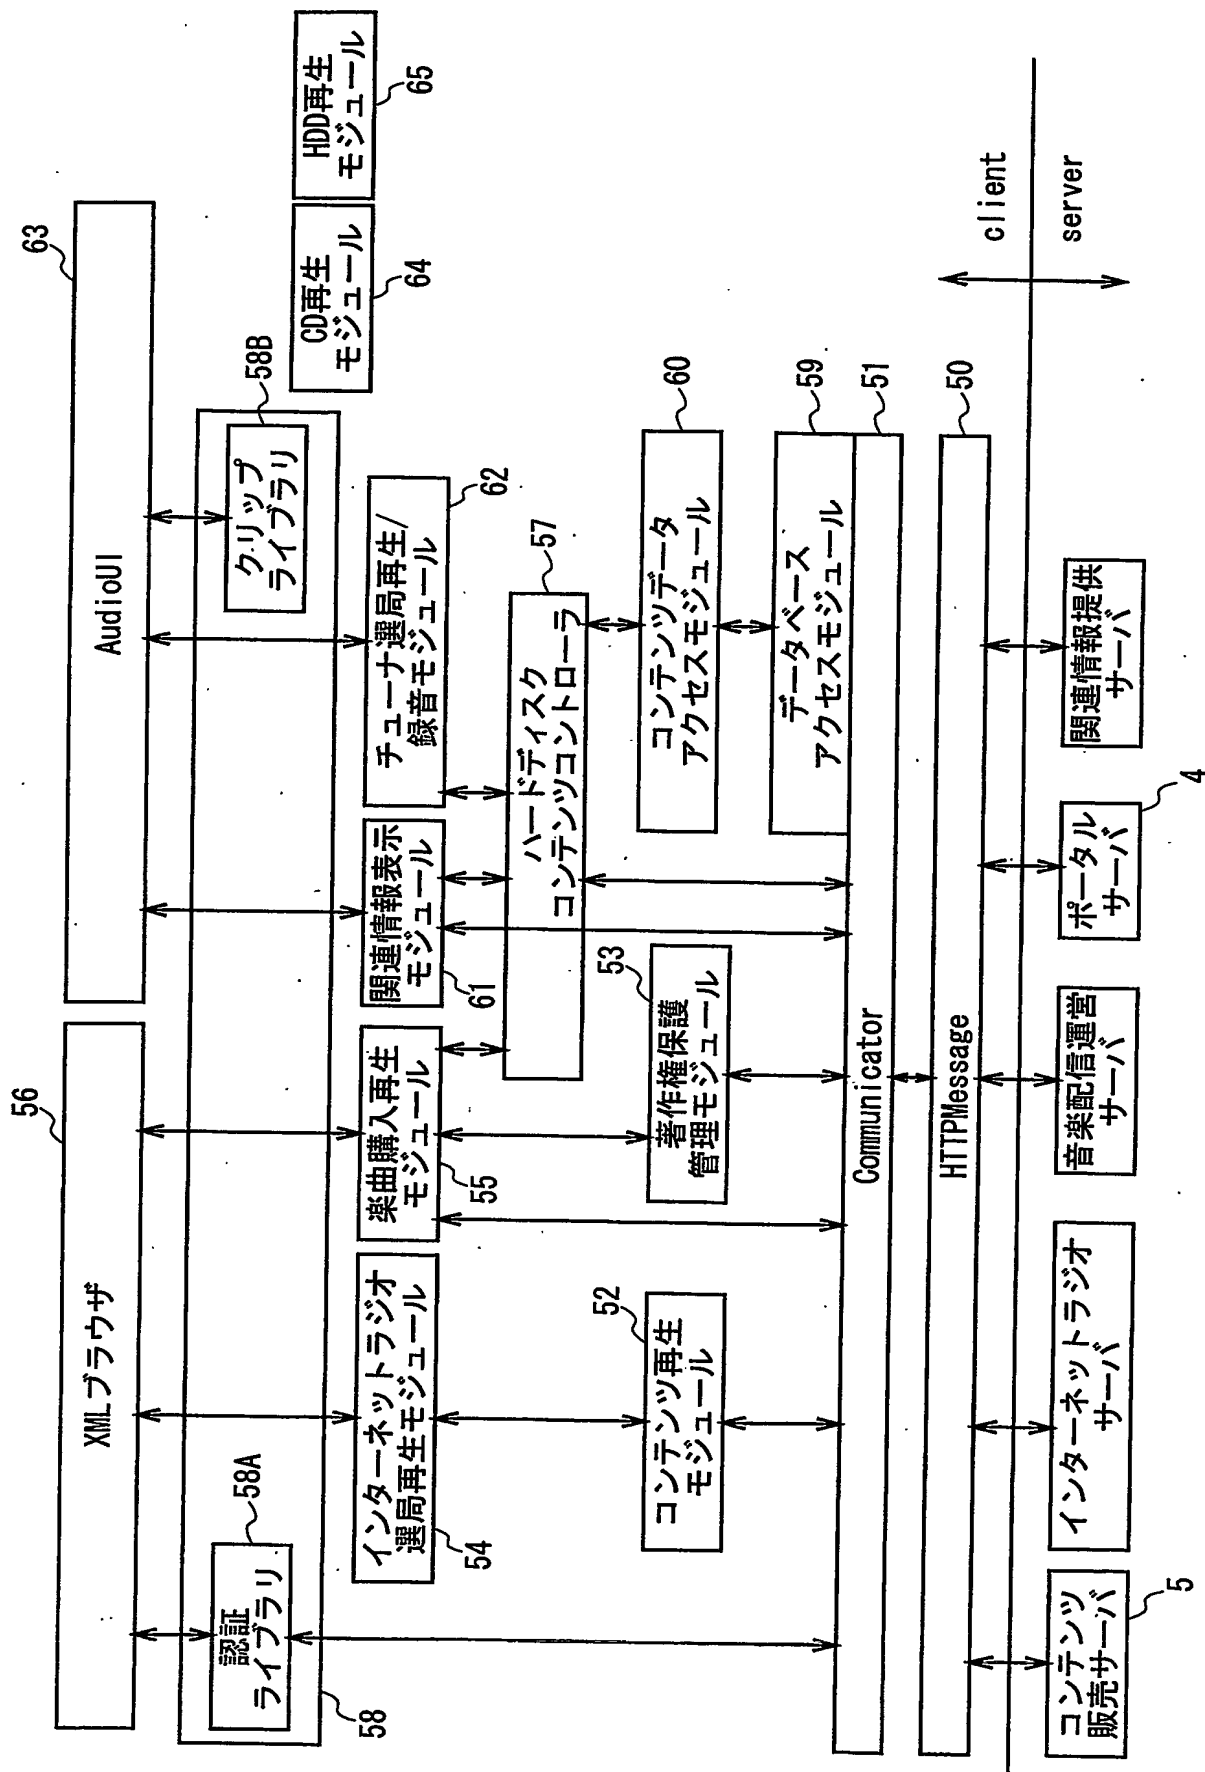 56
XMLブラウザ
63
AudioUI
58
認証
ライブラリ
58A
クリップ
ライブラリ
58B
CD再生
モジュール
64
HDD再生
モジュール
65
インターネットラジオ
選局再生モジュール
54
楽曲購入再生
モジュール
55
関連情報表示
モジュール
61
チューナ選局再生/
録音モジュール
62
ハードディスク
コンテンツコントローラ
57
コンテンツ再生
モジュール
52
著作権保護
管理モジュール
53
コンテンツデータ
アクセスモジュール
60
データベース
アクセスモジュール
59
Communicator
51
HTTPMessage
50
client
server
コンテンツ
販売サーバ
5
インターネットラジオ
サーバ
音楽配信運営
サーバ
ポータル
サーバ
4
関連情報提供
サーバ